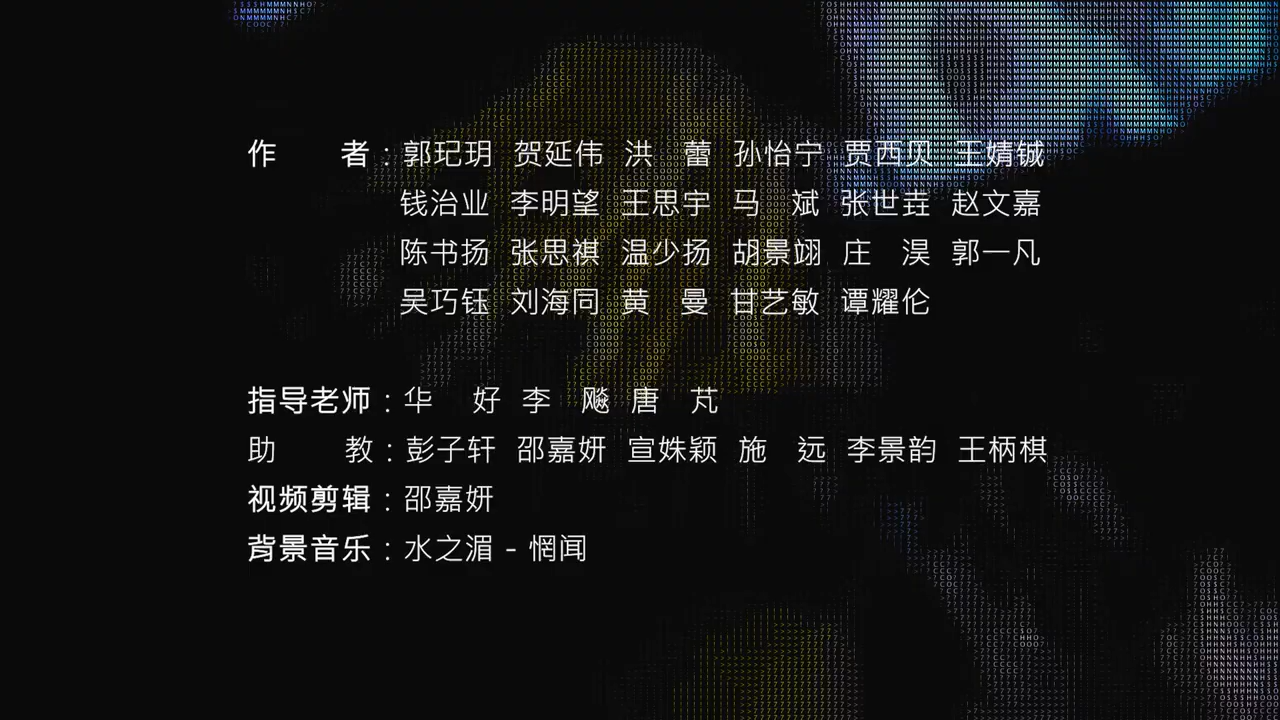 作 者：郭玘玥 贺延伟 洪 蕾 孙怡宁 贾西贝 王婧铖
钱治业 李明望 王思宇 马 斌 张世垚 赵文嘉
陈书扬 张思祺 温少扬 胡景翊 庄 淏 郭一凡
吴巧钰 刘海同 黄 曼 甘艺敏 谭耀伦
指导老师：华 好 李 飚 唐 芃
助 教：彭子轩 邵嘉妍 宣姝颖 施 远 李景韵 王柄棋
视频剪辑：邵嘉妍
背景音乐：水之湄 - 惘闻